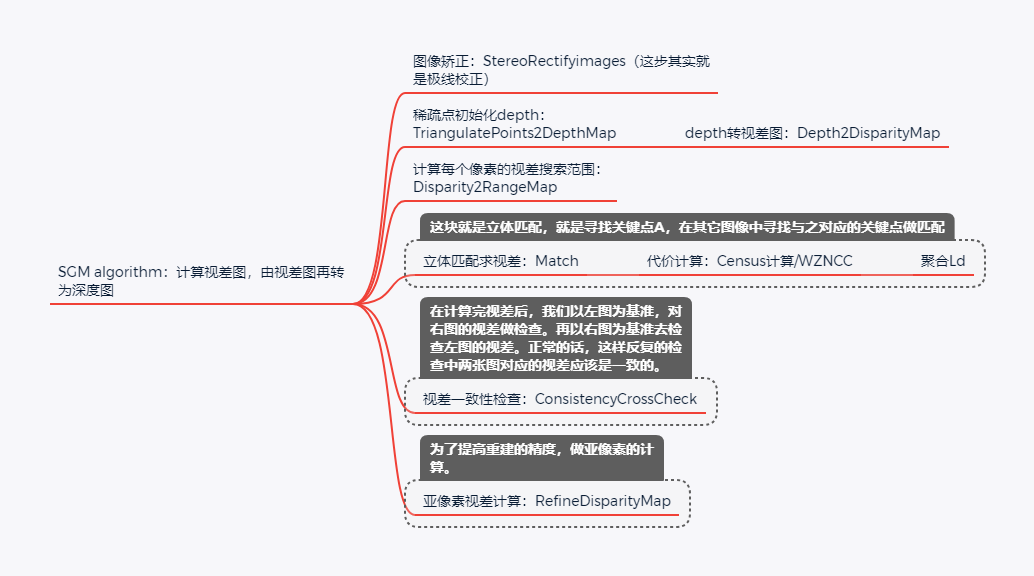 图像矫正：StereoRectifyimages（这步其实就
是极线校正）
稀疏点初始化depth：
TriangulatePoints2DepthMap
depth转视差图：Depth2DisparityMap
计算每个像素的视差搜索范围：
Disparity2RangeMap
这块就是立体匹配，就是寻找关键点A，在其它图像中寻找与之对应的关键点做匹配
SGM algorithm：计算视差图，由视差图再转
为深度图
立体匹配求视差：Match
代价计算：Census计算/WZNCC
聚合Ld
在计算完视差后，我们以左图为基准，对
右图的视差做检查。再以右图为基准去检
查左图的视差。正常的话，这样反复的检
查中两张图对应的视差应该是一致的。
视差一致性检查：ConsistencyCrossCheck
为了提高重建的精度，做亚像素的计
算。
亚像素视差计算：RefineDisparityMap